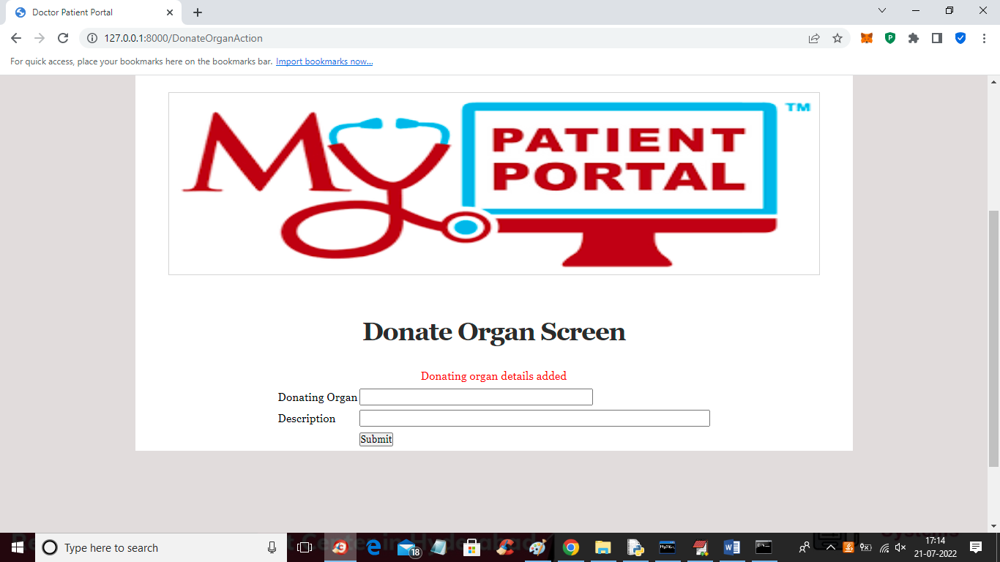 Doctor Patient Portal
127.0.0.1:8000/DonateOrganAction
P
For quick access, place your bookmarks here on the bookmarks bar. Import bookmarks now...
My PATIENT PORTAL TM
Donate Organ Screen
Donating organ details added
Donating Organ
Description
Submit
Type here to search
18
MySQL
17:14
21-07-2022